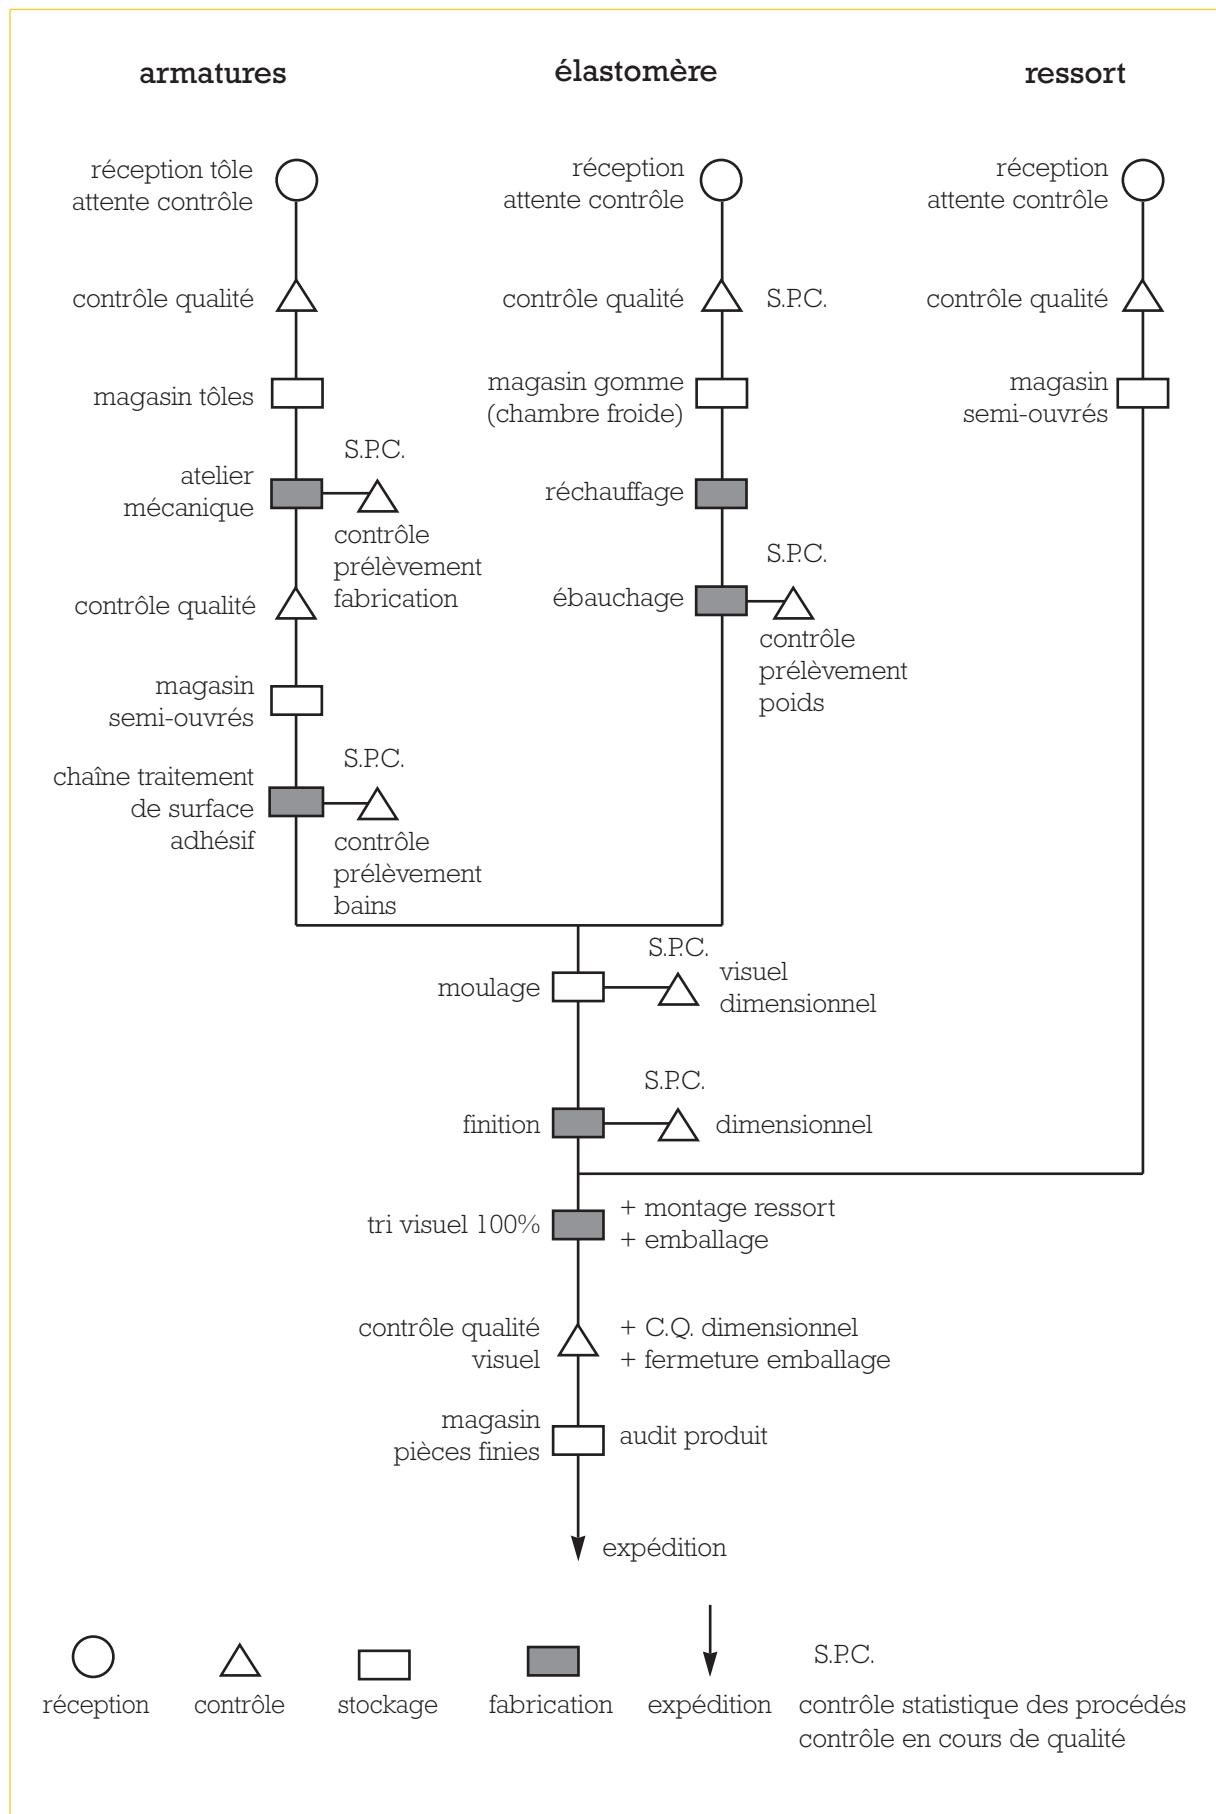 armatures
élastomère
ressort
réception tôle
attente contrôle
réception
attente contrôle
réception
attente contrôle
contrôle qualité
contrôle qualité
S.P.C.
contrôle qualité
magasin tôles
magasin gomme
(chambre froide)
magasin
semi-ouvrés
S.P.C.
atelier
mécanique
contrôle
prélèvement
fabrication
réchauffage
S.P.C.
ébauchage
contrôle
prélèvement
poids
contrôle qualité
magasin
semi-ouvrés
S.P.C.
chaîne traitement
de surface
adhésif
contrôle
prélèvement
bains
S.P.C.
moulage
visuel
dimensionnel
S.P.C.
finition
dimensionnel
tri visuel 100%
+ montage ressort
+ emballage
contrôle qualité
visuel
+ C.Q. dimensionnel
+ fermeture emballage
magasin
pièces finies
audit produit
expédition
réception
contrôle
stockage
fabrication
expédition
S.P.C.
contrôle statistique des procédés
contrôle en cours de qualité